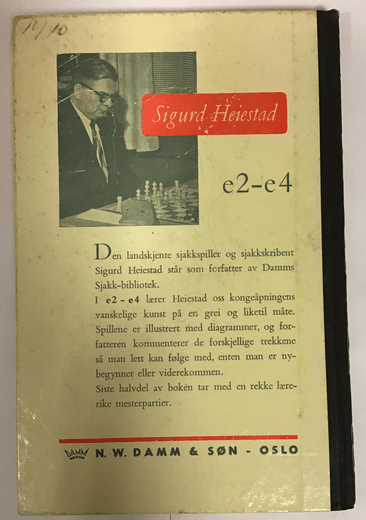 16/10
Sigurd Heiestad
e2-e4
Den landskjente sjakkspiller og sjakkskribent
Sigurd Heiestad står som forfatter av Damms
Sjakk-bibliotek.
I e2 - e4 lærer Heiestad oss kongeåpningens
vanskelige kunst på en grei og liketil måte.
Spillene er illustrert med diagrammer, og for-
fatteren kommenterer de forskjellige trekkene
så man lett kan følge med, enten man er ny-
begynner eller viderekommen.
Siste halvdel av boken tar med en rekke lære-
rike mesterpartier.
DAMM N. W. DAMM & SØN - OSLO